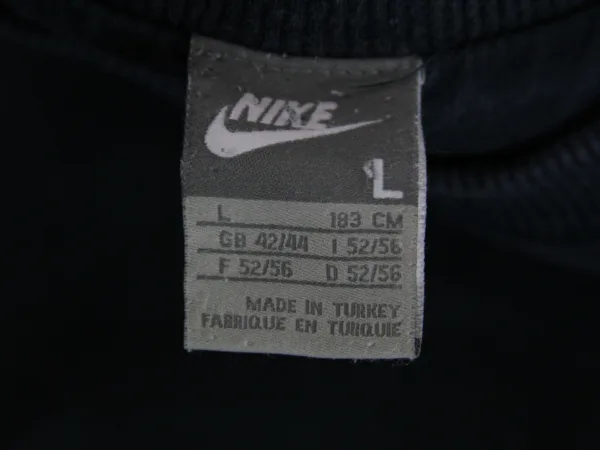 NIKE
L
L 183 CM
GB 42/44 I 52/56
F 52/56 D 52/56
MADE IN TURKEY
FABRIQUE EN TURQUIE